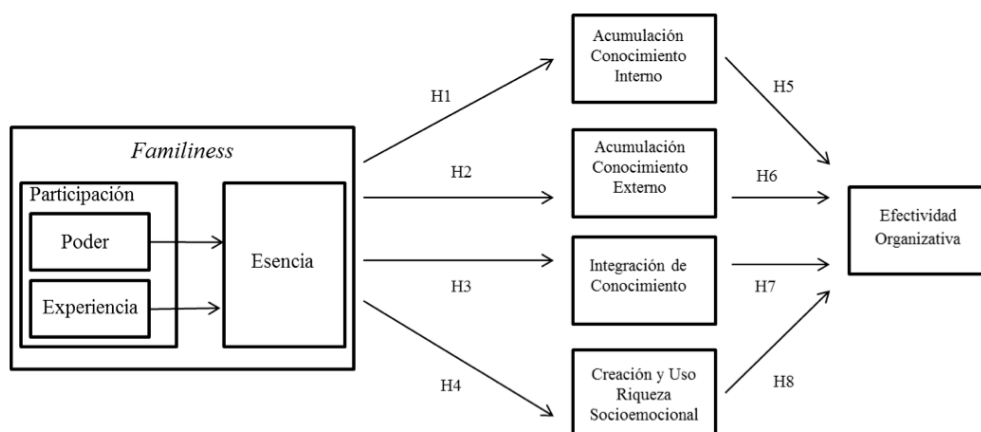 Familiness
Participación
Poder
Experiencia
Esencia
H1
H2
H3
H4
Acumulación
Conocimiento
Interno
Acumulación
Conocimiento
Externo
Integración de
Conocimiento
Creación y Uso
Riqueza
Socioemocional
H5
H6
H7
H8
Efectividad
Organizativa